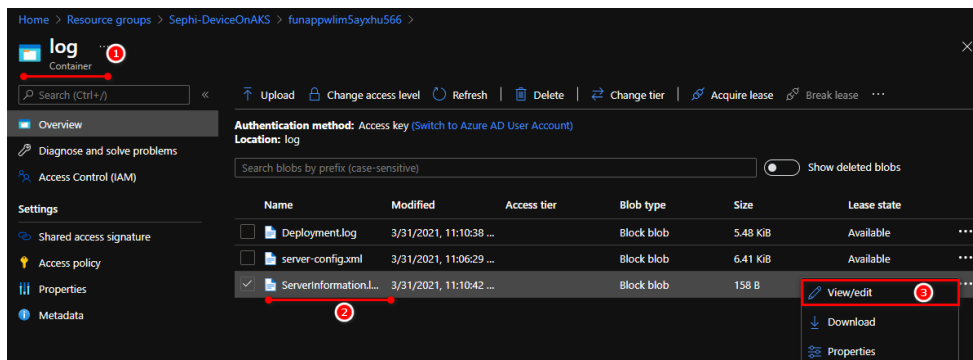 Home > Resource groups > Sephi-DeviceOnAKS > funappwlim5ayxhu566 >
log ...
1
Container
Search (Ctrl+/) «
Upload Change access level Refresh Delete Change tier Acquire lease Break lease ...
Overview
Diagnose and solve problems
Access Control (IAM)
Settings
Shared access signature
Access policy
Properties
Metadata
Authentication method: Access key (Switch to Azure AD User Account)
Location: log
Search blobs by prefix (case-sensitive)
Show deleted blobs
Name Modified Access tier Blob type Size Lease state
Deployment.log 3/31/2021, 11:10:38 ... Block blob 5.48 KiB Available ...
server-config.xml 3/31/2021, 11:06:29 ... Block blob 6.41 KiB Available ...
ServerInformation.l... 3/31/2021, 11:10:42 ... Block blob 158 B ...
2
View/edit 3
Download
Properties